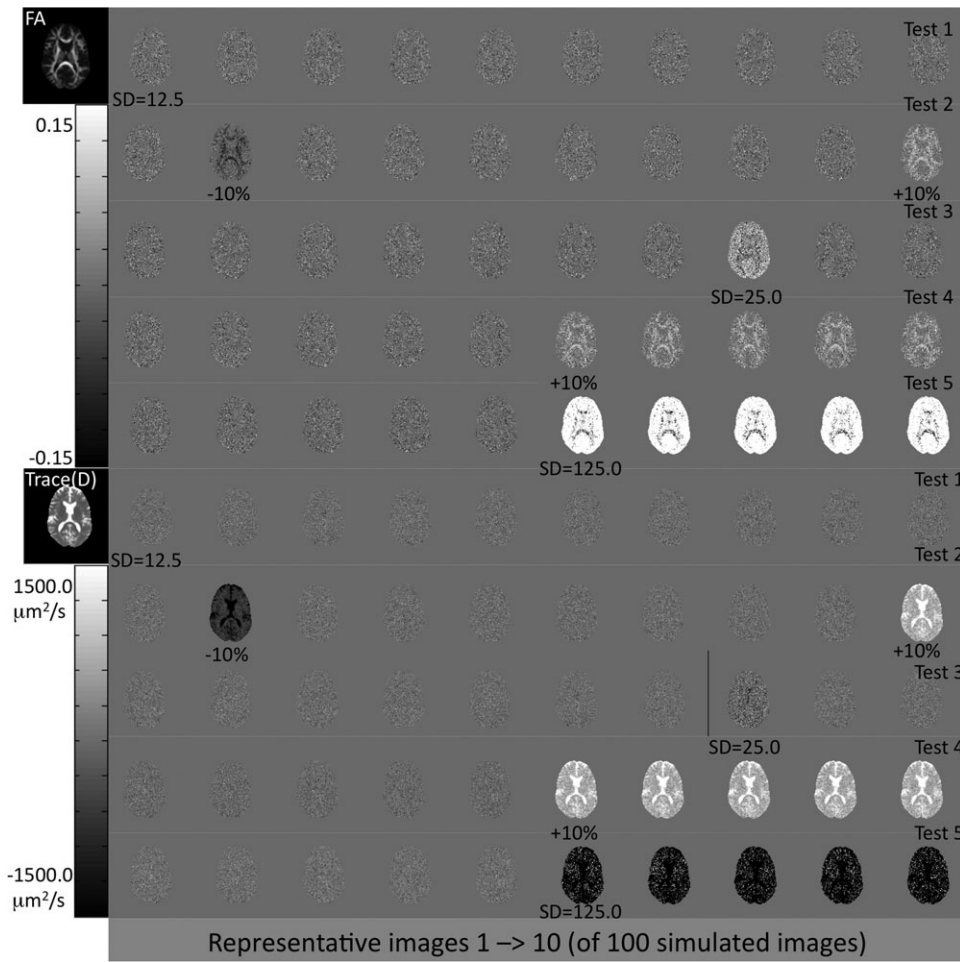 FA
Test 1
SD=12.5
Test 2
0.15
-10%
+10%
Test 3
SD=25.0
Test 4
+10%
Test 5
-0.15
SD=125.0
Trace(D)
Test 1
SD=12.5
Test 2
1500.0
μm²/s
-10%
+10%
Test 3
SD=25.0
Test 4
+10%
Test 5
-1500.0
μm²/s
SD=125.0
Representative images 1 –> 10 (of 100 simulated images)